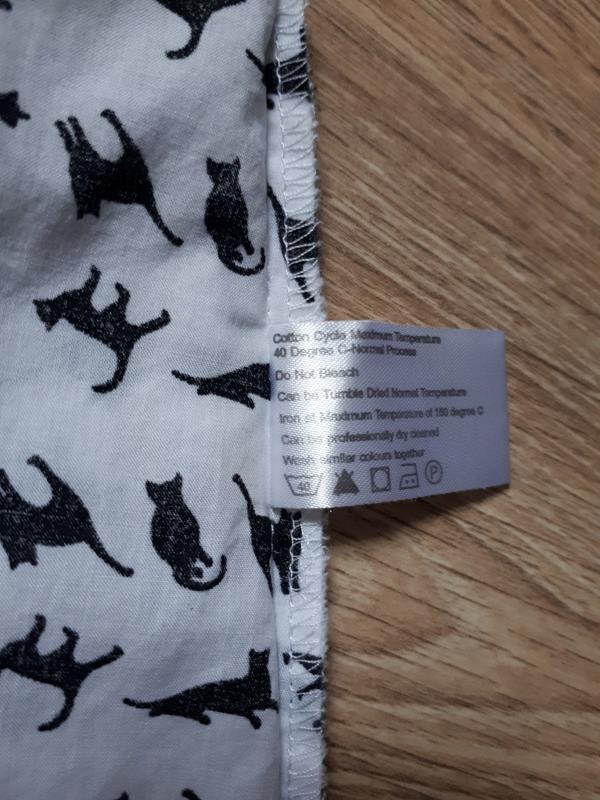 Cotton Cycle Maximum Temperature
40 Degree C-Normal Process
Do Not Bleach
Can be Tumble Dried Normal Temperature
Iron at Maximum Temperature of 150 degree C
Can be professionally dry cleaned
Wash similar colours together
40 P